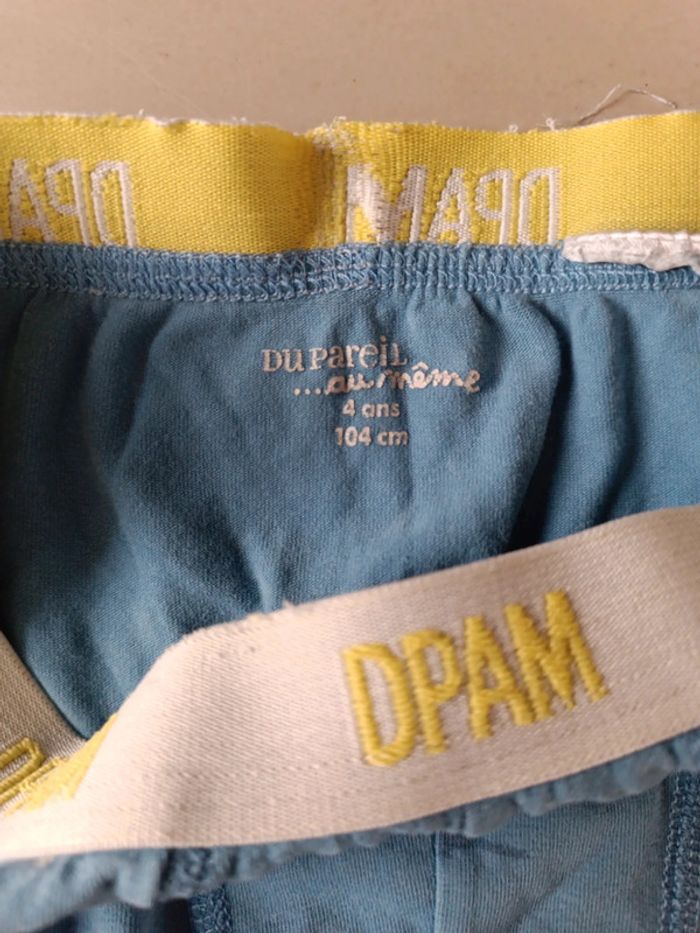 DPAM
DPAM
DU PAREIL
...au même
4 ans
104 cm
DPAM